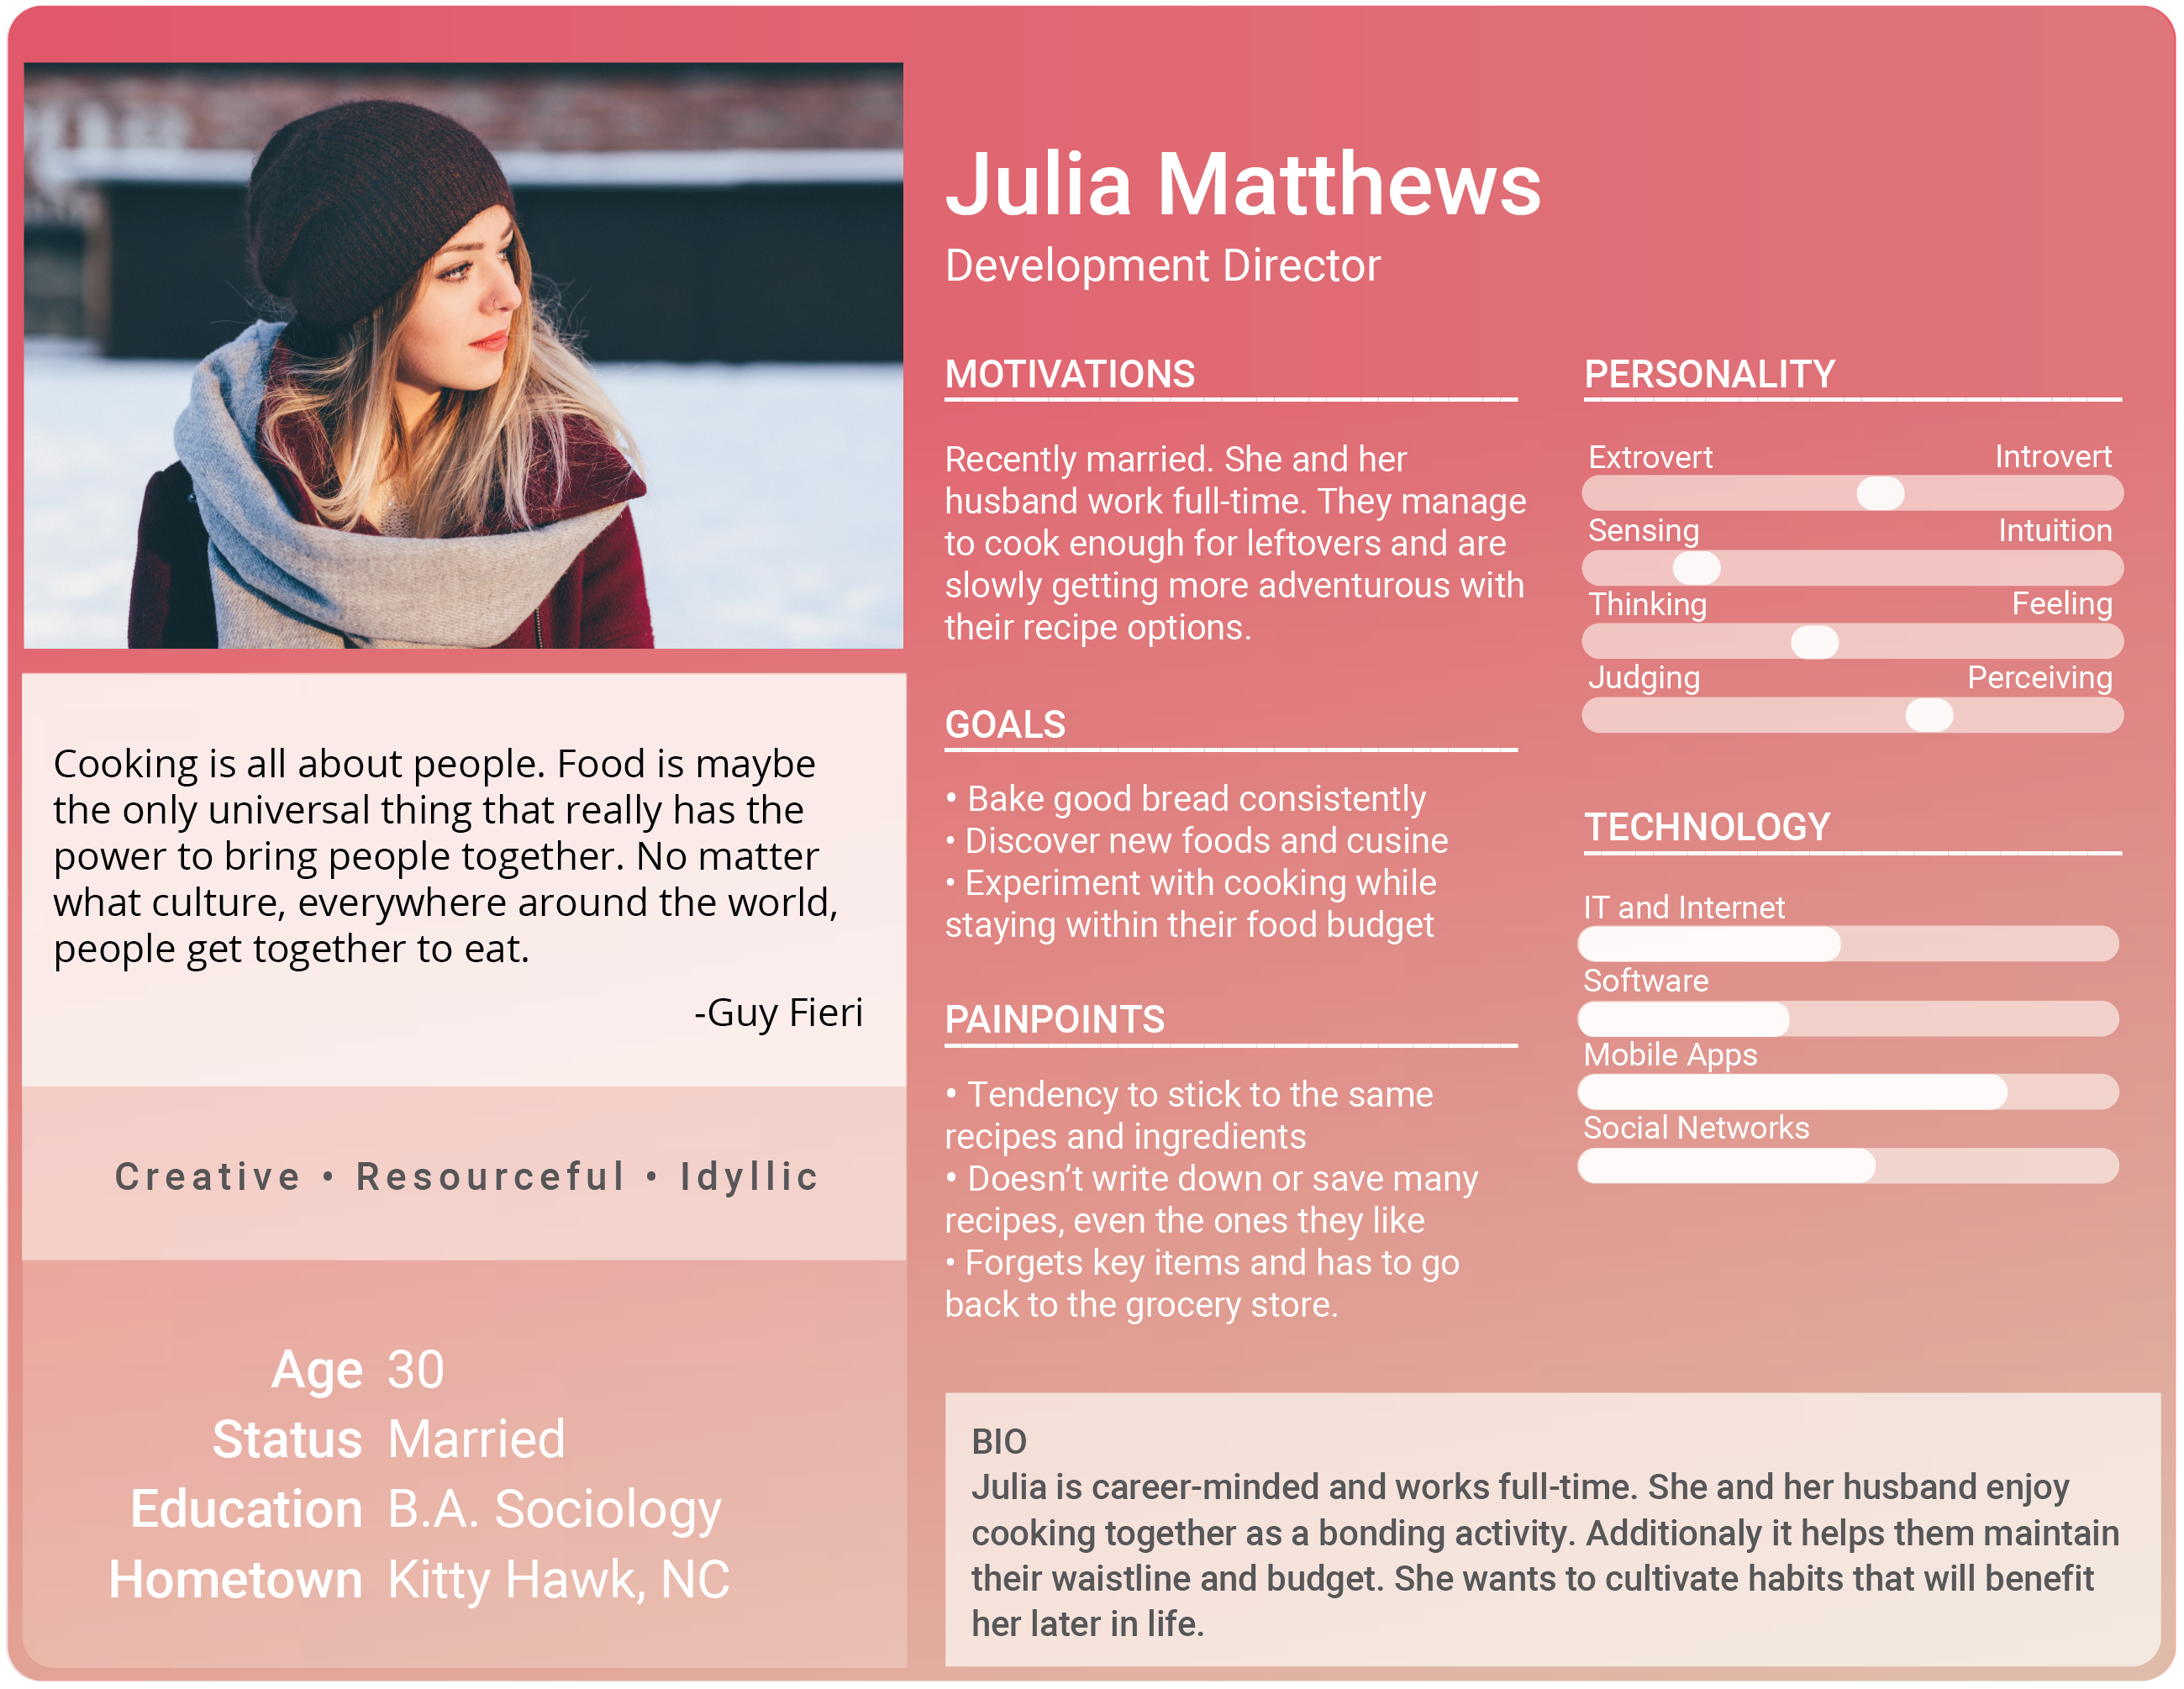 Julia Matthews
Development Director
Cooking is all about people. Food is maybe
the only universal thing that really has the
power to bring people together. No matter
what culture, everywhere around the world,
people get together to eat.
-Guy Fieri
Creative • Resourceful • Idyllic
Age 30
Status Married
Education B.A. Sociology
Hometown Kitty Hawk, NC
MOTIVATIONS
Recently married. She and her
husband work full-time. They manage
to cook enough for leftovers and are
slowly getting more adventurous with
their recipe options.
GOALS
• Bake good bread consistently
• Discover new foods and cusine
• Experiment with cooking while
staying within their food budget
PAINPOINTS
• Tendency to stick to the same
recipes and ingredients
• Doesn’t write down or save many
recipes, even the ones they like
• Forgets key items and has to go
back to the grocery store.
PERSONALITY
Extrovert Introvert
Sensing Intuition
Thinking Feeling
Judging Perceiving
TECHNOLOGY
IT and Internet
Software
Mobile Apps
Social Networks
BIO
Julia is career-minded and works full-time. She and her husband enjoy
cooking together as a bonding activity. Additionaly it helps them maintain
their waistline and budget. She wants to cultivate habits that will benefit
her later in life.